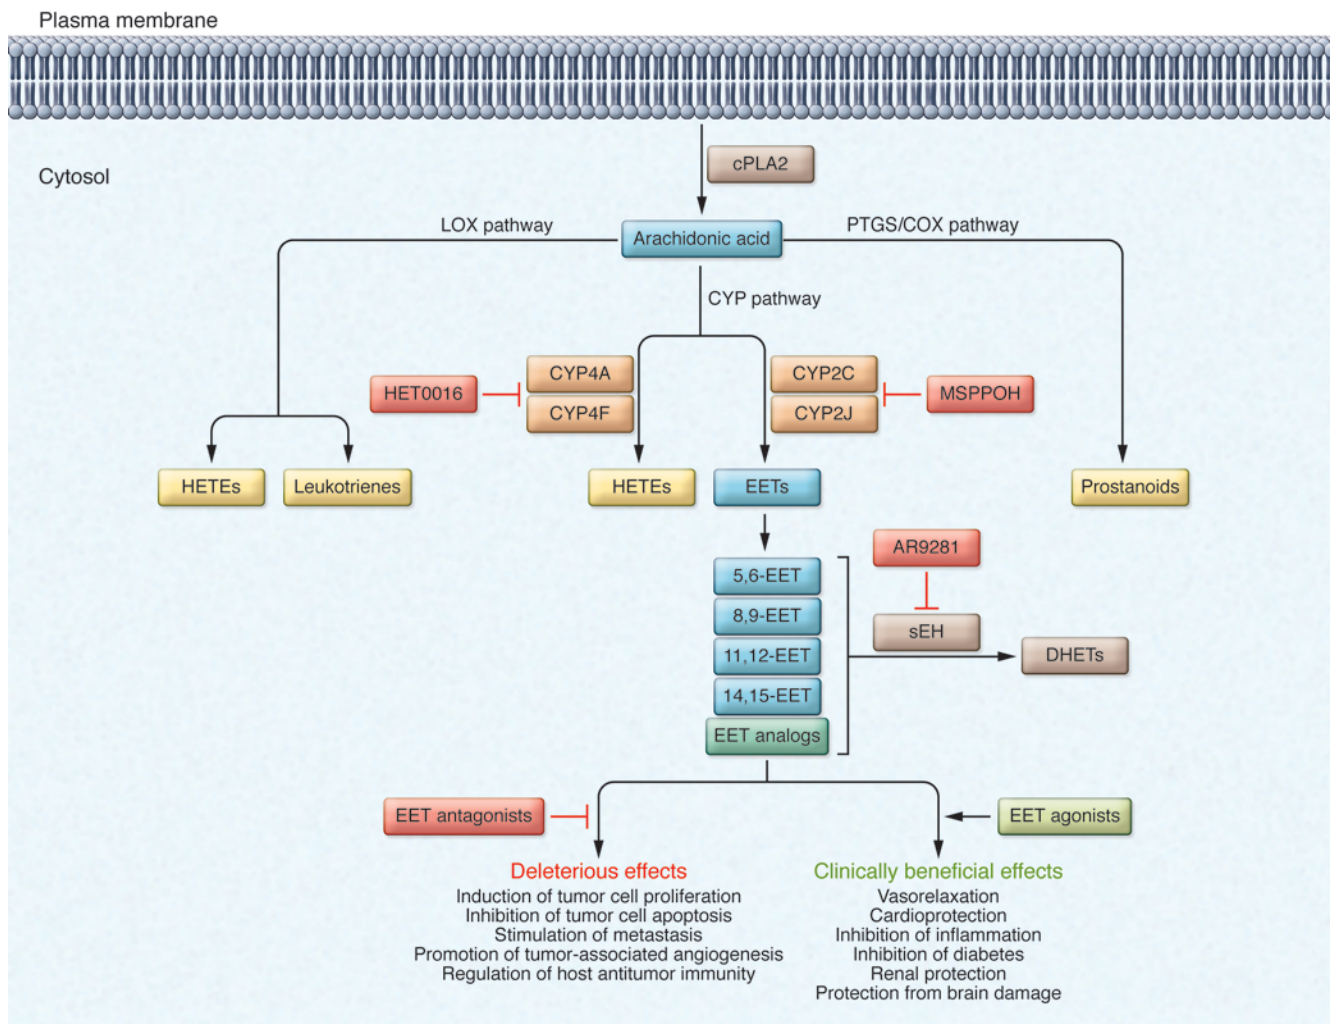 Plasma membrane
Cytosol
cPLA2
LOX pathway
Arachidonic acid
PTGS/COX pathway
CYP pathway
HET0016
CYP4A
CYP4F
CYP2C
CYP2J
MSPPOH
HETEs
Leukotrienes
HETEs
EETs
Prostanoids
AR9281
5,6-EET
8,9-EET
11,12-EET
14,15-EET
EET analogs
sEH
DHETs
EET antagonists
EET agonists
Deleterious effects
Induction of tumor cell proliferation
Inhibition of tumor cell apoptosis
Stimulation of metastasis
Promotion of tumor-associated angiogenesis
Regulation of host antitumor immunity
Clinically beneficial effects
Vasorelaxation
Cardioprotection
Inhibition of inflammation
Inhibition of diabetes
Renal protection
Protection from brain damage